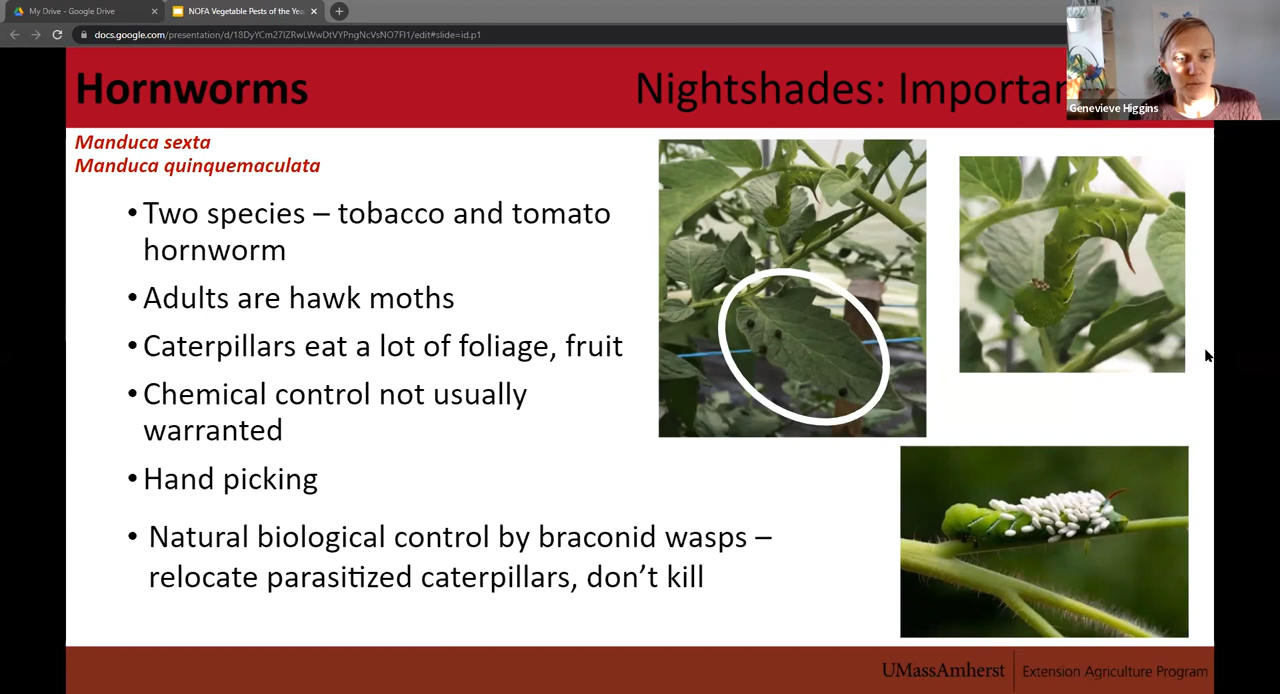 My Drive - Google Drive
NOFA Vegetable Pests of the Yea
docs.google.com/presentation/d/18DyYCm27IZRwLWwDtVYPngNcVsNO7FI1/edit#slide=id.p1
Hornworms
Nightshades: Importan
Genevieve Higgins
Manduca sexta
Manduca quinquemaculata
• Two species – tobacco and tomato
hornworm
• Adults are hawk moths
• Caterpillars eat a lot of foliage, fruit
• Chemical control not usually
warranted
• Hand picking
• Natural biological control by braconid wasps –
relocate parasitized caterpillars, don’t kill
UMassAmherst
Extension Agriculture Program